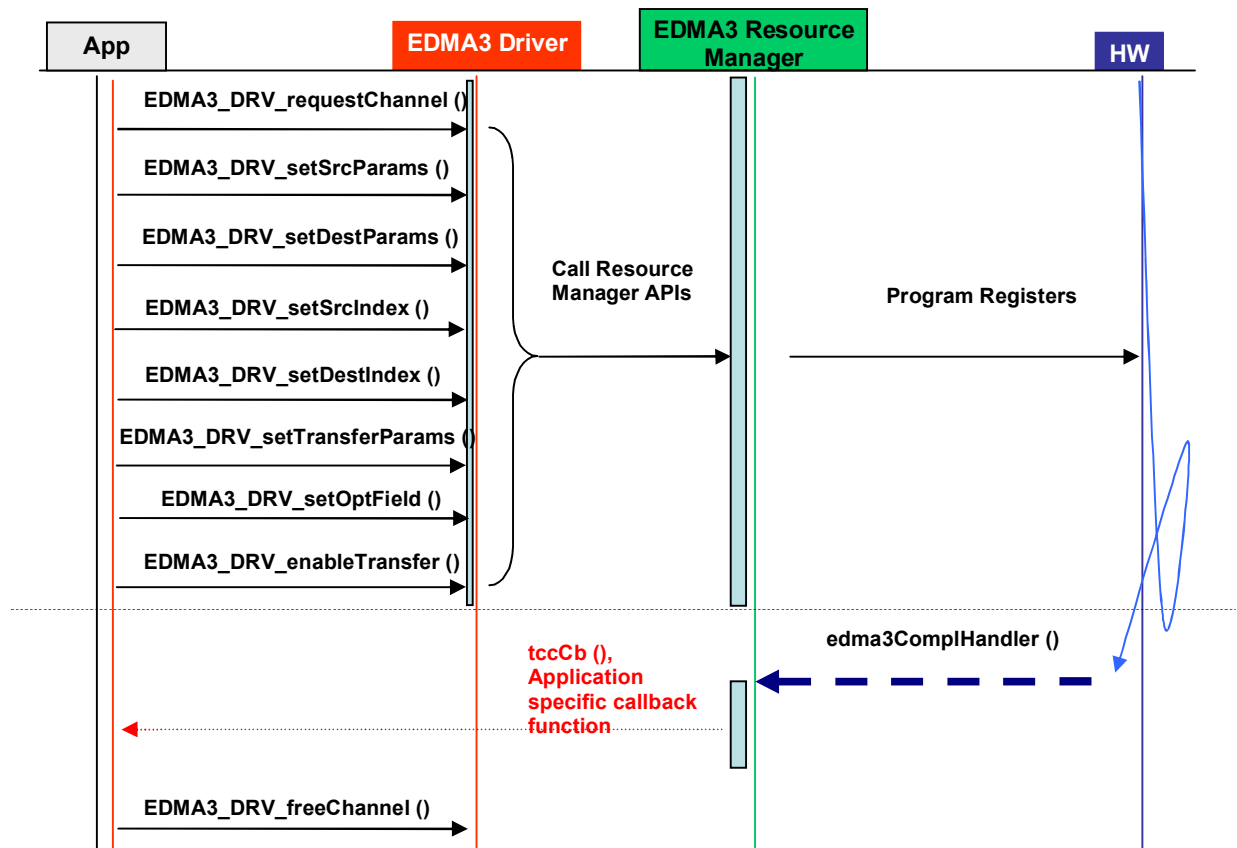 App
EDMA3 Driver
EDMA3 Resource
Manager
HW
EDMA3_DRV_requestChannel ()
EDMA3_DRV_setSrcParams ()
EDMA3_DRV_setDestParams ()
Call Resource
Manager APIs
Program Registers
EDMA3_DRV_setSrcIndex ()
EDMA3_DRV_setDestIndex ()
EDMA3_DRV_setTransferParams ()
EDMA3_DRV_setOptField ()
EDMA3_DRV_enableTransfer ()
edma3ComplHandler ()
tccCb (),
Application
specific callback
function
EDMA3_DRV_freeChannel ()